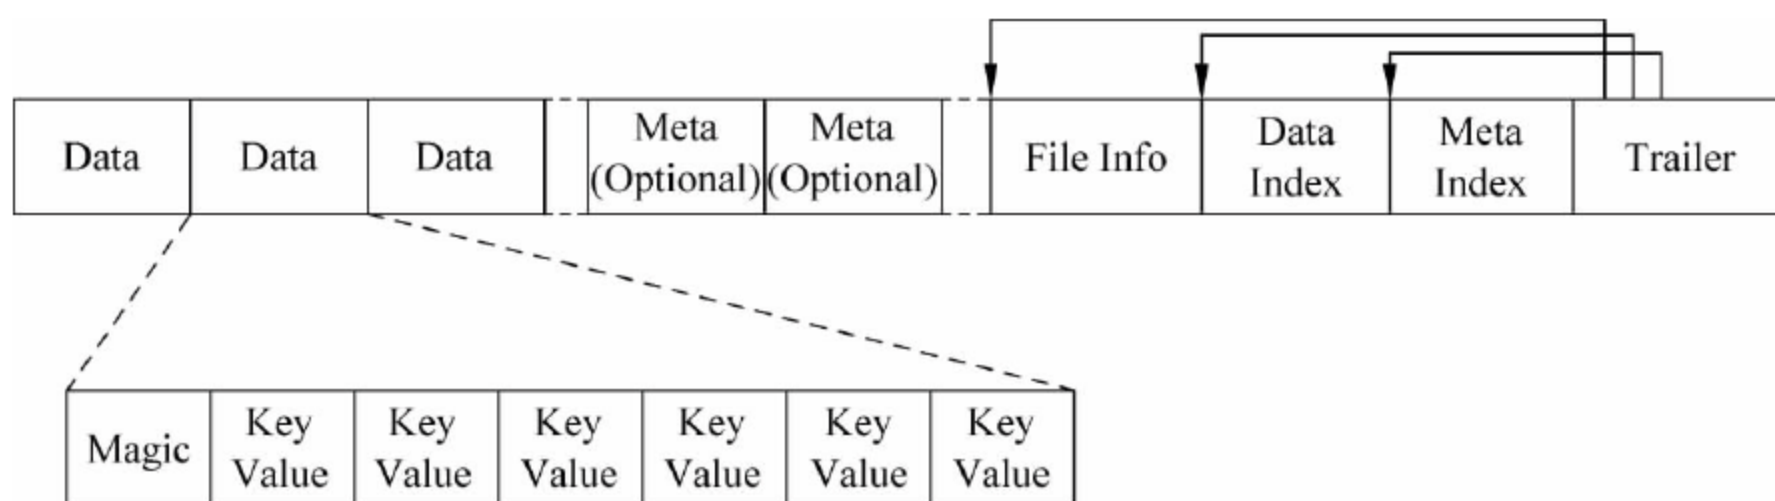 Data
Data
Data
Meta
(Optional)
Meta
(Optional)
File Info
Data
Index
Meta
Index
Trailer
Magic
Key
Value
Key
Value
Key
Value
Key
Value
Key
Value
Key
Value